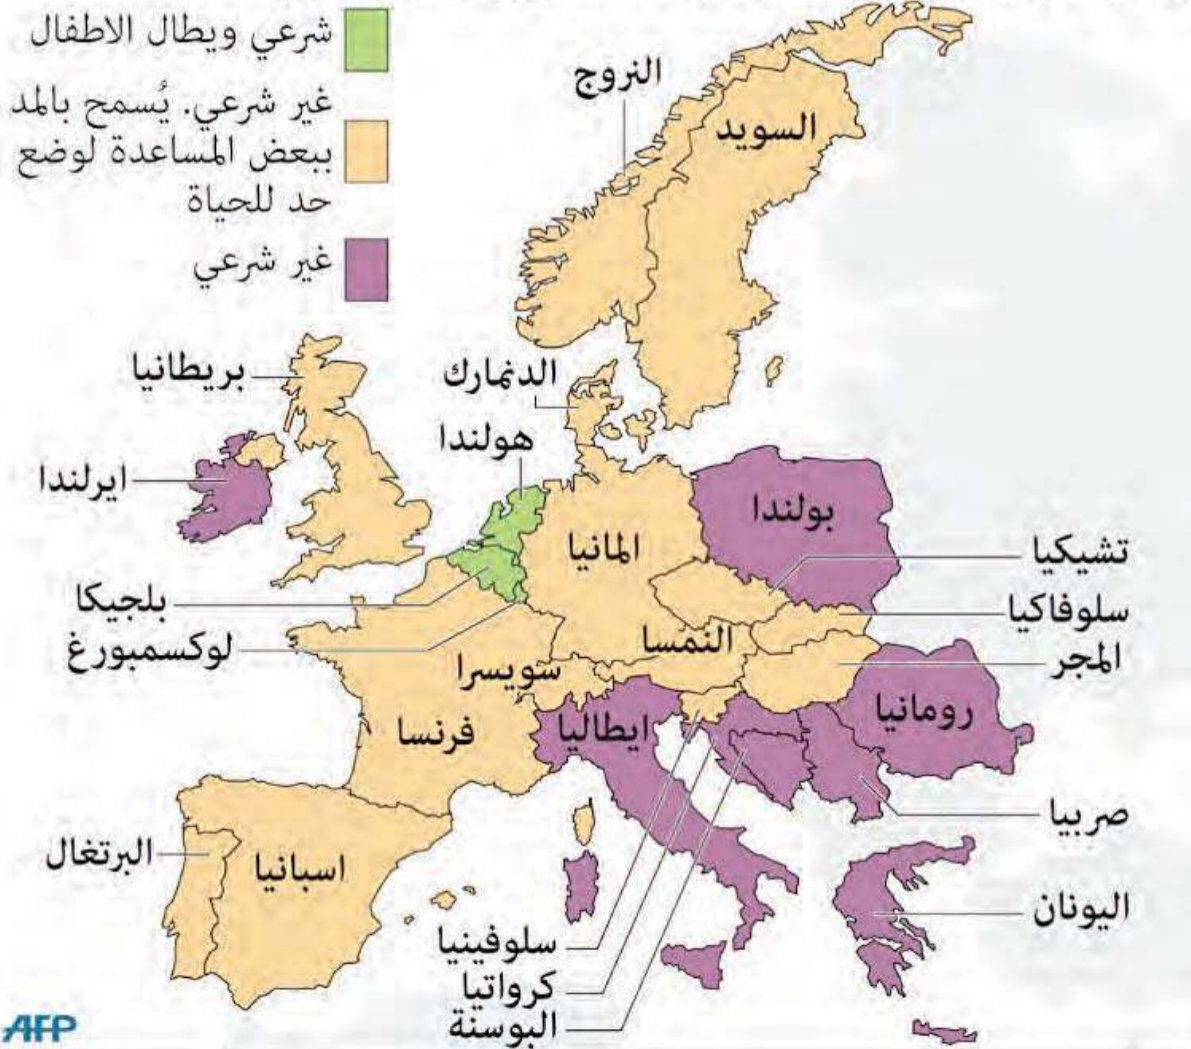 شرعي ويطال الاطفال
غير شرعي. يُسمح بالمد
ببعض المساعدة لوضع
حد للحياة
غير شرعي
النروج
السويد
بريطانيا
الدنمارك
هولندا
ايرلندا
بولندا
المانيا
تشيكيا
بلجيكا
سلوفاكيا
لوكسمبورغ
النمسا
المجر
سويسرا
فرنسا
ايطاليا
رومانيا
صربيا
البرتغال
اسبانيا
اليونان
سلوفينيا
كرواتيا
البوسنة
AFP